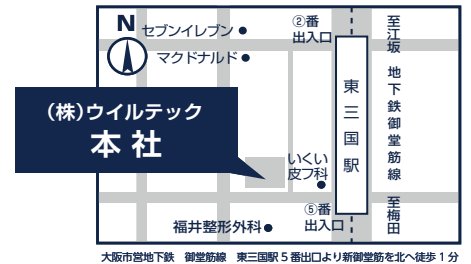 N
セブンイレブン
マクドナルド
②番
出入口
至江坂
地下鉄御堂筋線
至梅田
東三国駅
(株)ウイルテック
本社
いくい
皮フ科
⑤番
出入口
福井整形外科
大阪市営地下鉄 御堂筋線 東三国駅5番出口より新御堂筋を北へ徒歩1分